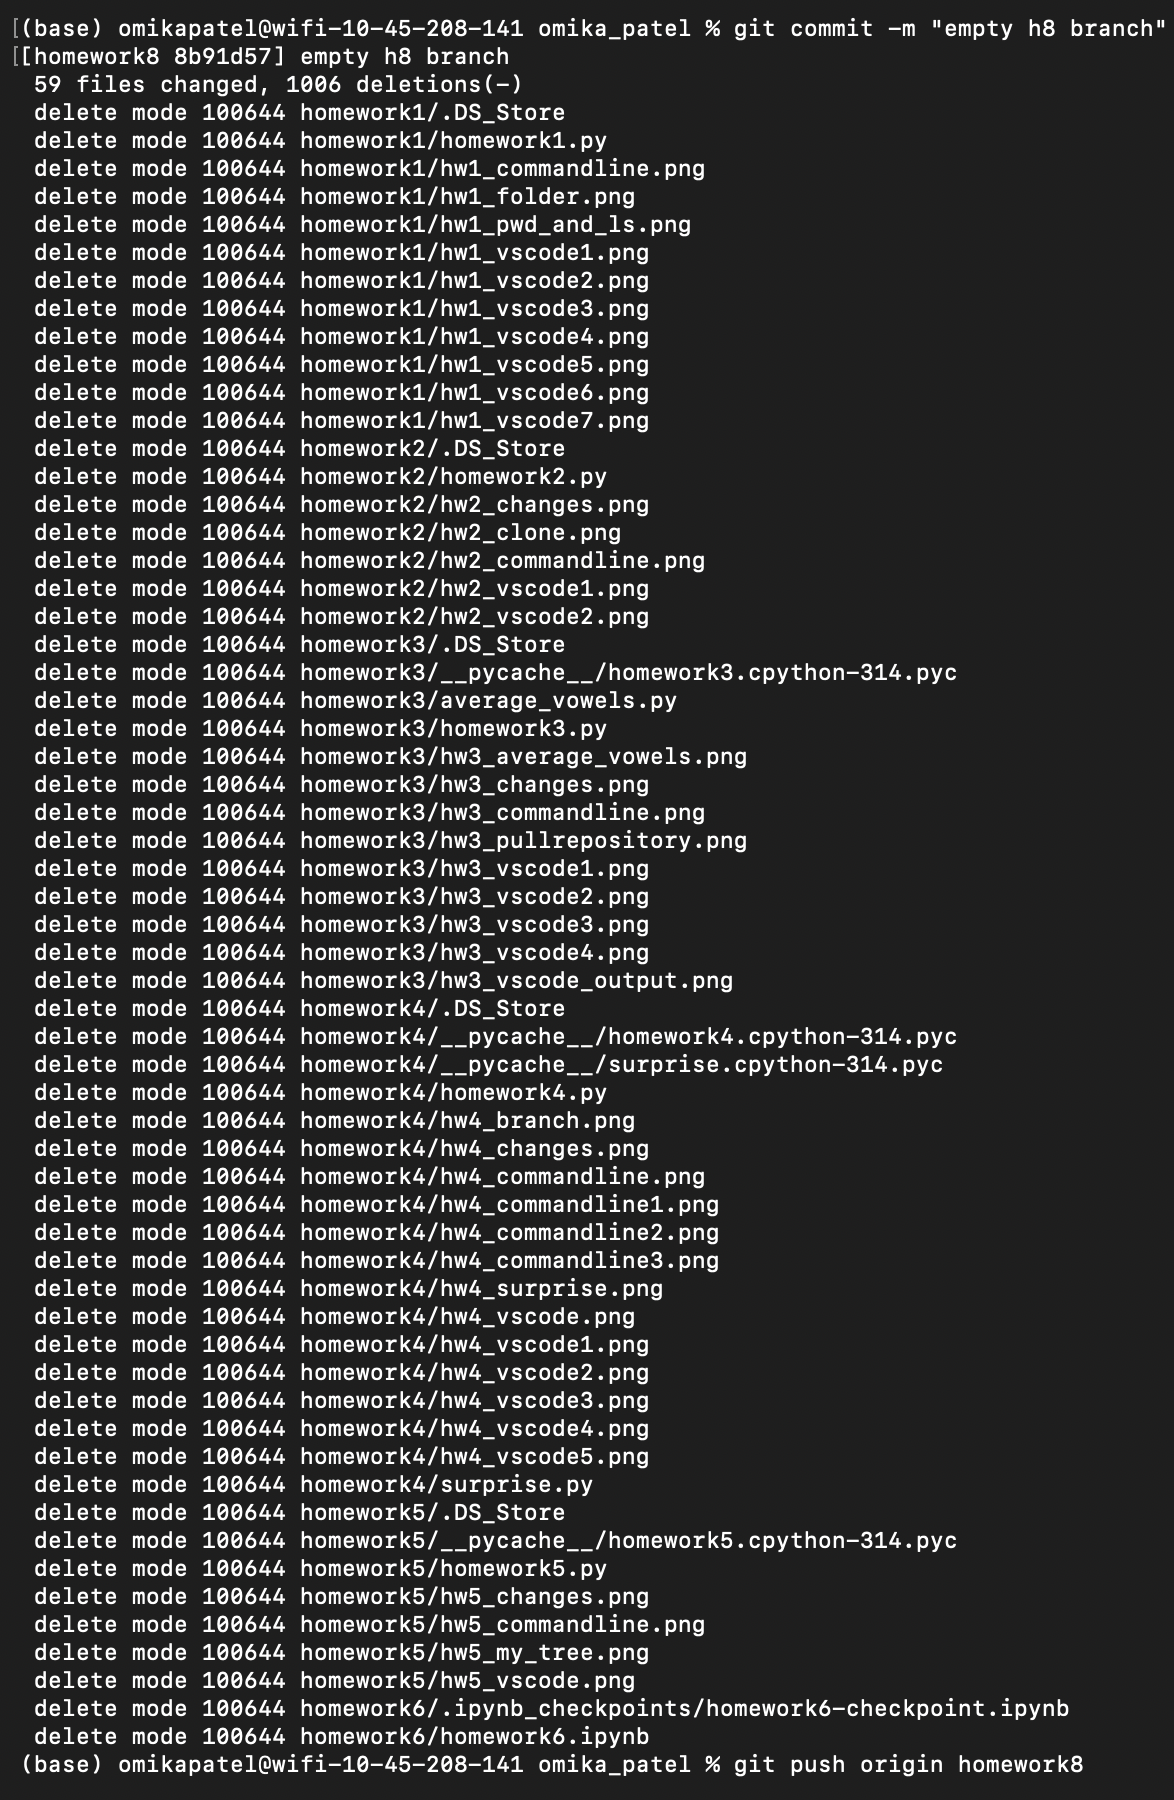 [(base) omikapatel@wifi-10-45-208-141 omika_patel % git commit -m "empty h8 branch"
[[homework8 8b91d57] empty h8 branch
 59 files changed, 1006 deletions(-)
 delete mode 100644 homework1/.DS_Store
 delete mode 100644 homework1/homework1.py
 delete mode 100644 homework1/hw1_commandline.png
 delete mode 100644 homework1/hw1_folder.png
 delete mode 100644 homework1/hw1_pwd_and_ls.png
 delete mode 100644 homework1/hw1_vscode1.png
 delete mode 100644 homework1/hw1_vscode2.png
 delete mode 100644 homework1/hw1_vscode3.png
 delete mode 100644 homework1/hw1_vscode4.png
 delete mode 100644 homework1/hw1_vscode5.png
 delete mode 100644 homework1/hw1_vscode6.png
 delete mode 100644 homework1/hw1_vscode7.png
 delete mode 100644 homework2/.DS_Store
 delete mode 100644 homework2/homework2.py
 delete mode 100644 homework2/hw2_changes.png
 delete mode 100644 homework2/hw2_clone.png
 delete mode 100644 homework2/hw2_commandline.png
 delete mode 100644 homework2/hw2_vscode1.png
 delete mode 100644 homework2/hw2_vscode2.png
 delete mode 100644 homework3/.DS_Store
 delete mode 100644 homework3/__pycache__/homework3.cpython-314.pyc
 delete mode 100644 homework3/average_vowels.py
 delete mode 100644 homework3/homework3.py
 delete mode 100644 homework3/hw3_average_vowels.png
 delete mode 100644 homework3/hw3_changes.png
 delete mode 100644 homework3/hw3_commandline.png
 delete mode 100644 homework3/hw3_pullrepository.png
 delete mode 100644 homework3/hw3_vscode1.png
 delete mode 100644 homework3/hw3_vscode2.png
 delete mode 100644 homework3/hw3_vscode3.png
 delete mode 100644 homework3/hw3_vscode4.png
 delete mode 100644 homework3/hw3_vscode_output.png
 delete mode 100644 homework4/.DS_Store
 delete mode 100644 homework4/__pycache__/homework4.cpython-314.pyc
 delete mode 100644 homework4/__pycache__/surprise.cpython-314.pyc
 delete mode 100644 homework4/homework4.py
 delete mode 100644 homework4/hw4_branch.png
 delete mode 100644 homework4/hw4_changes.png
 delete mode 100644 homework4/hw4_commandline.png
 delete mode 100644 homework4/hw4_commandline1.png
 delete mode 100644 homework4/hw4_commandline2.png
 delete mode 100644 homework4/hw4_commandline3.png
 delete mode 100644 homework4/hw4_surprise.png
 delete mode 100644 homework4/hw4_vscode.png
 delete mode 100644 homework4/hw4_vscode1.png
 delete mode 100644 homework4/hw4_vscode2.png
 delete mode 100644 homework4/hw4_vscode3.png
 delete mode 100644 homework4/hw4_vscode4.png
 delete mode 100644 homework4/hw4_vscode5.png
 delete mode 100644 homework4/surprise.py
 delete mode 100644 homework5/.DS_Store
 delete mode 100644 homework5/__pycache__/homework5.cpython-314.pyc
 delete mode 100644 homework5/homework5.py
 delete mode 100644 homework5/hw5_changes.png
 delete mode 100644 homework5/hw5_commandline.png
 delete mode 100644 homework5/hw5_my_tree.png
 delete mode 100644 homework5/hw5_vscode.png
 delete mode 100644 homework6/.ipynb_checkpoints/homework6-checkpoint.ipynb
 delete mode 100644 homework6/homework6.ipynb
(base) omikapatel@wifi-10-45-208-141 omika_patel % git push origin homework8